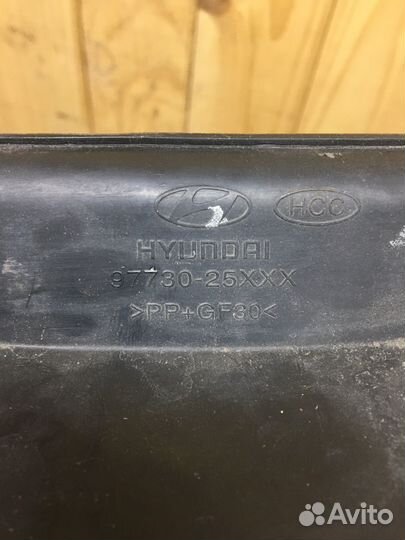 HCC
HYUNDAI
97730-25XXX
>PP+GF30<
Avito